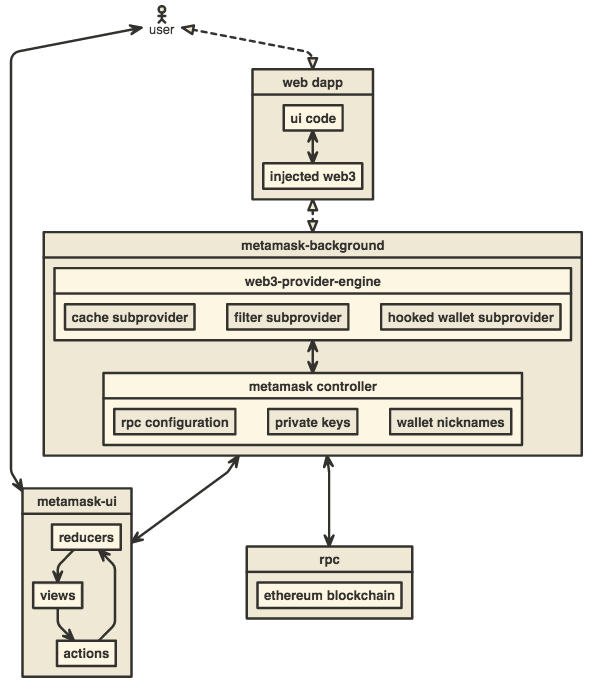 user
web dapp
ui code
injected web3
metamask-background
web3-provider-engine
cache subprovider
filter subprovider
hooked wallet subprovider
metamask controller
rpc configuration
private keys
wallet nicknames
metamask-ui
reducers
views
actions
rpc
ethereum blockchain